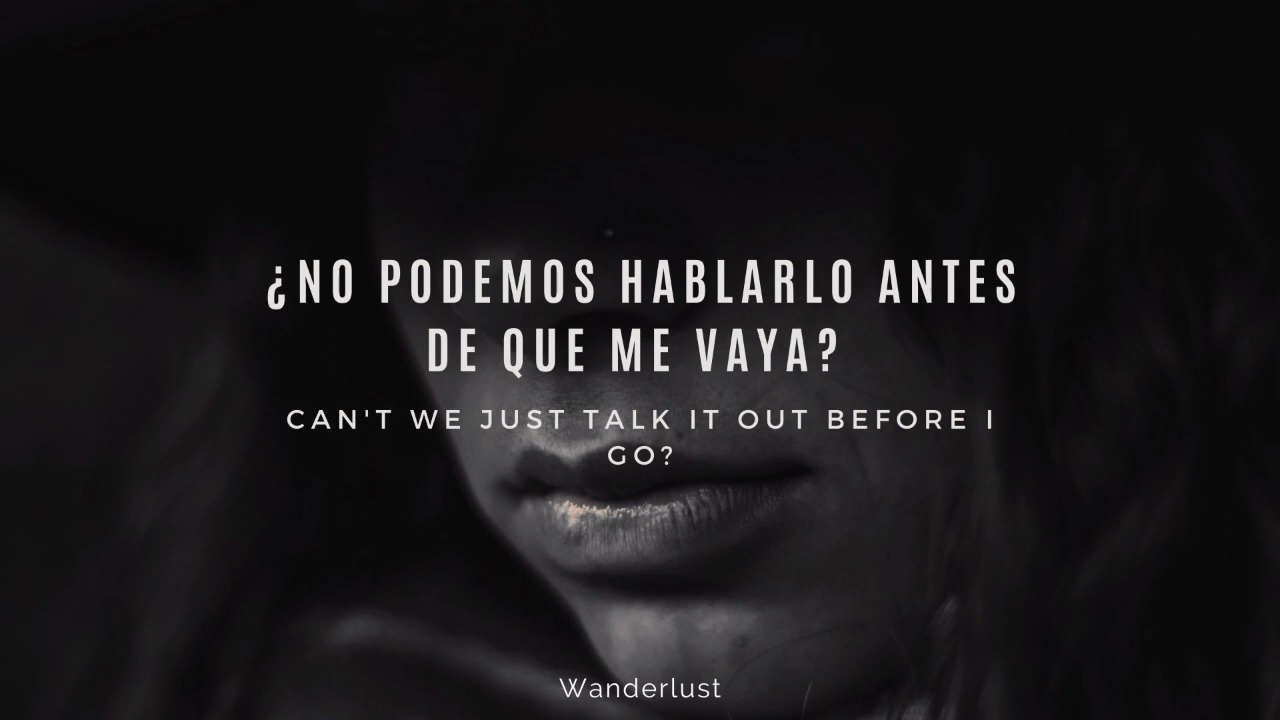 ¿NO PODEMOS HABLARLO ANTES
DE QUE ME VAYA?
CAN'T WE JUST TALK IT OUT BEFORE I
GO?
Wanderlust